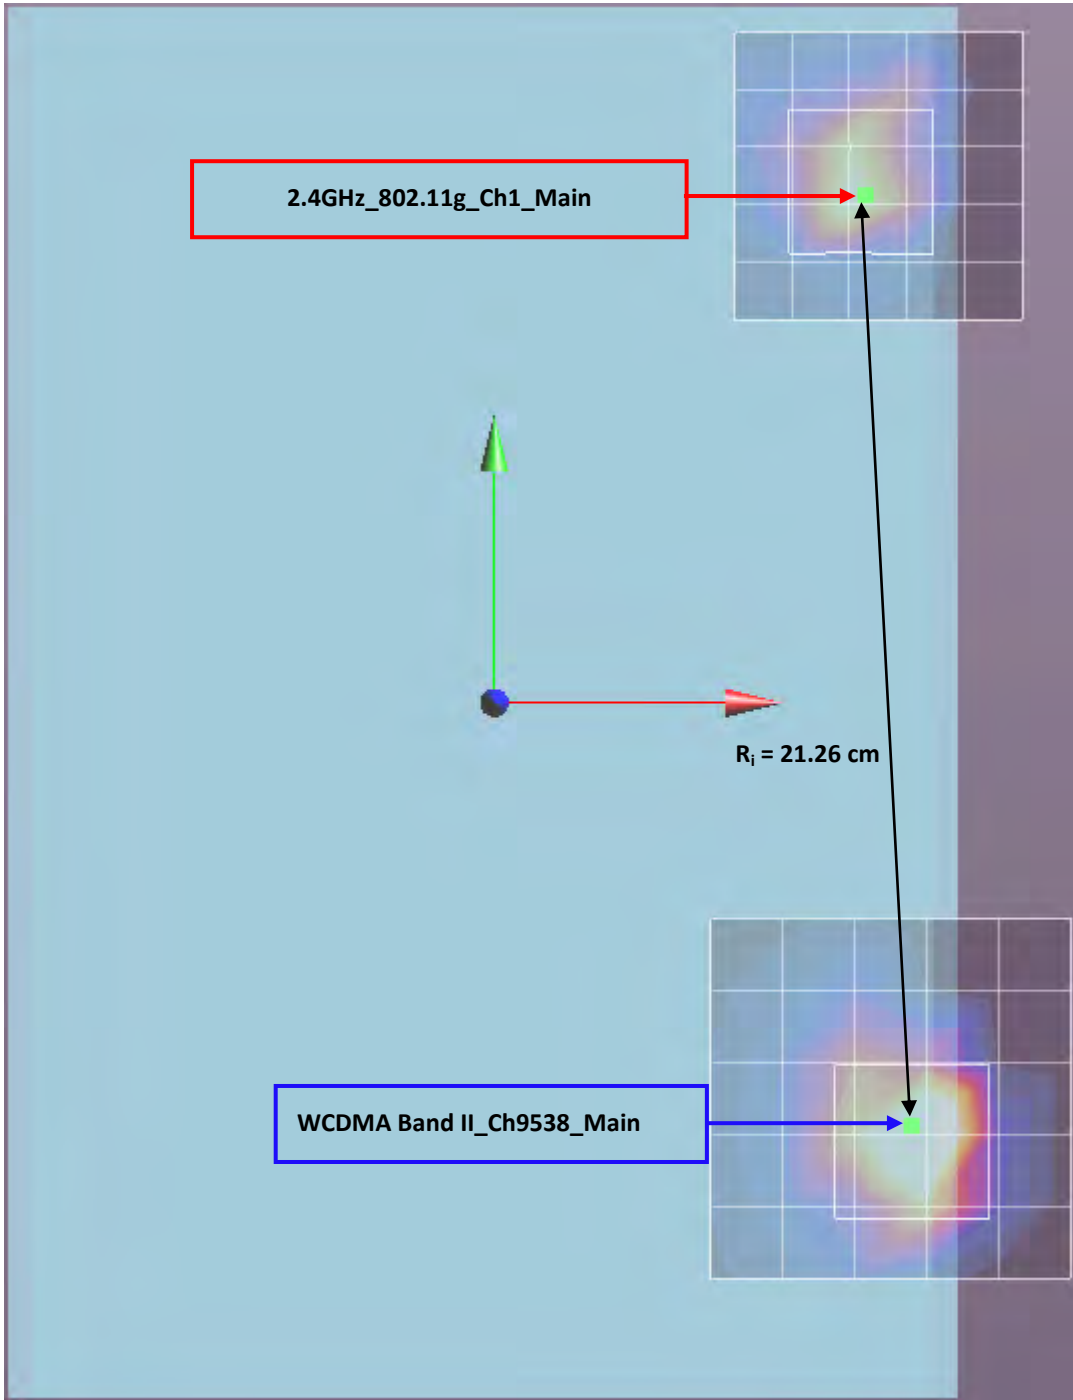 2.4GHz_802.11g_Ch1_Main
Rᵢ = 21.26 cm
WCDMA Band II_Ch9538_Main